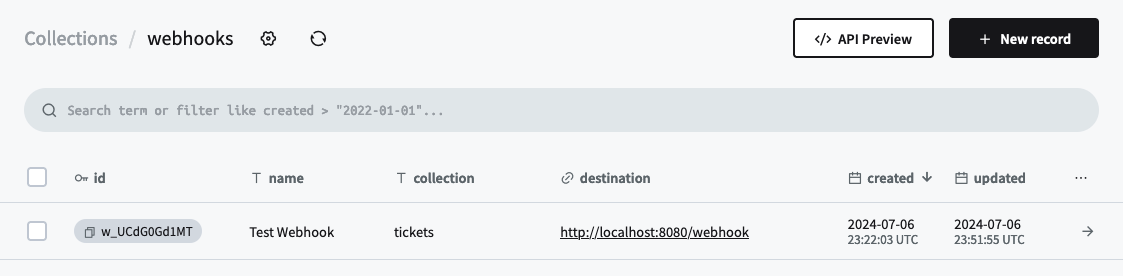 Collections / webhooks
</> API Preview
+ New record
Search term or filter like created > "2022-01-01"...
id name collection destination created updated ...
w_UCdG0Gd1MT Test Webhook tickets http://localhost:8080/webhook 2024-07-06 2024-07-06
23:22:03 UTC 23:51:55 UTC